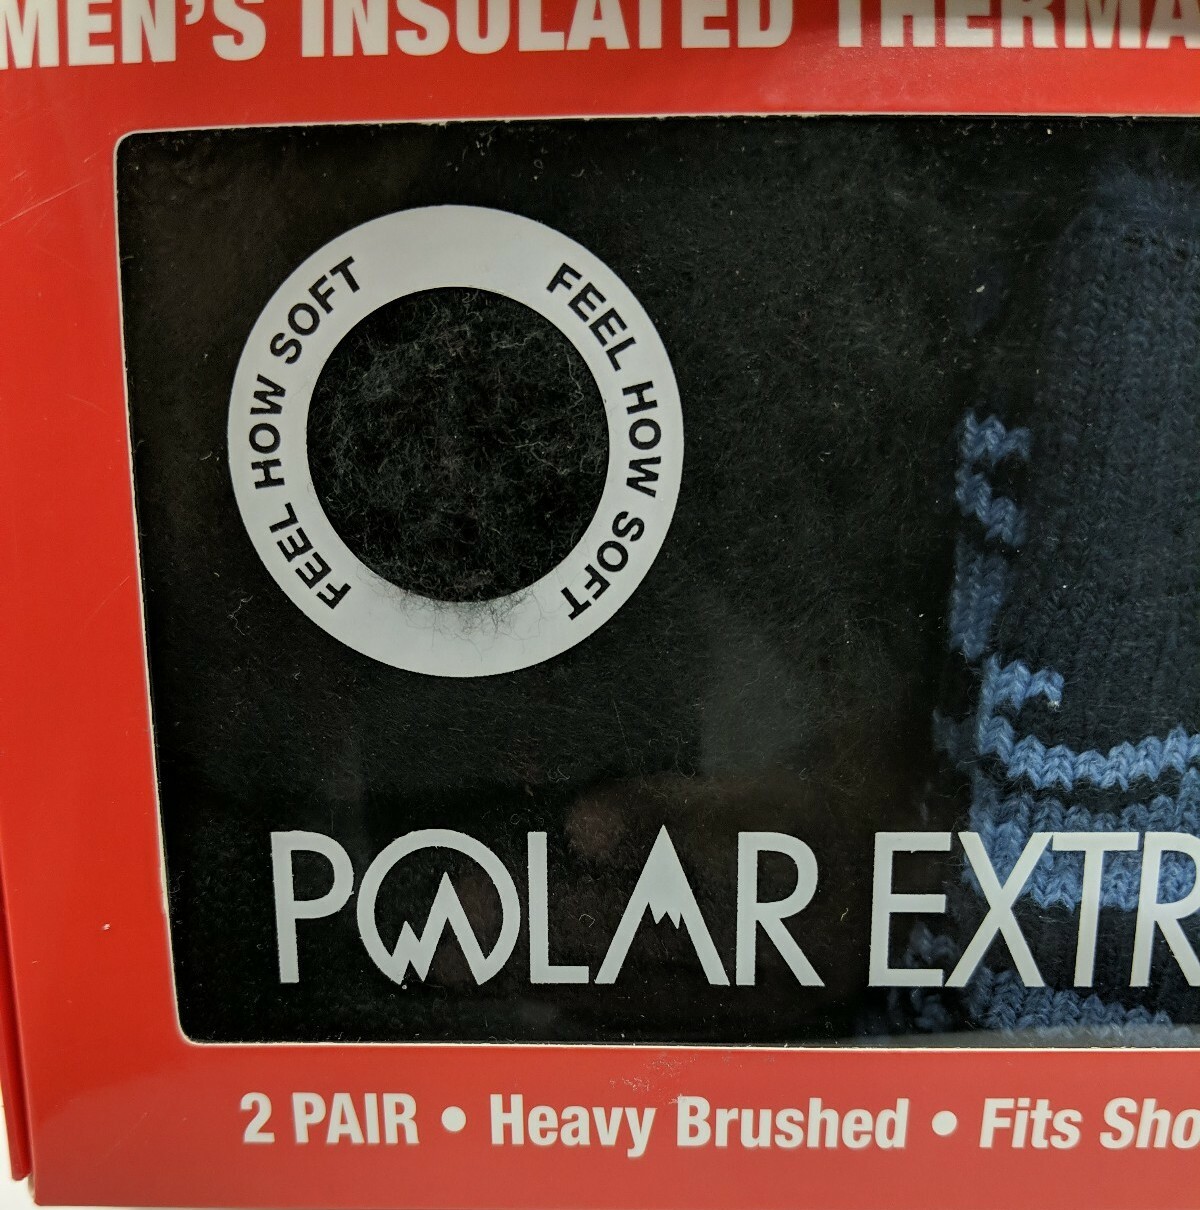 MEN'S INSULATED THERMA
FEEL HOW SOFT
FEEL HOW SOFT
POLAR EXTR
2 PAIR • Heavy Brushed • Fits Sho